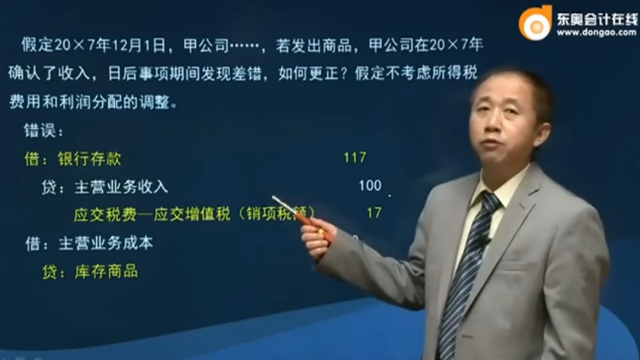 东奥会计在线
www.dongao.com
假定20×7年12月1日，甲公司……，若发出商品，甲公司在20×7年
确认了收入，日后事项期间发现差错，如何更正？假定不考虑所得税
费用和利润分配的调整。
错误：
借：银行存款 117
贷：主营业务收入 100
应交税费—应交增值税（销项税额） 17
借：主营业务成本
贷：库存商品